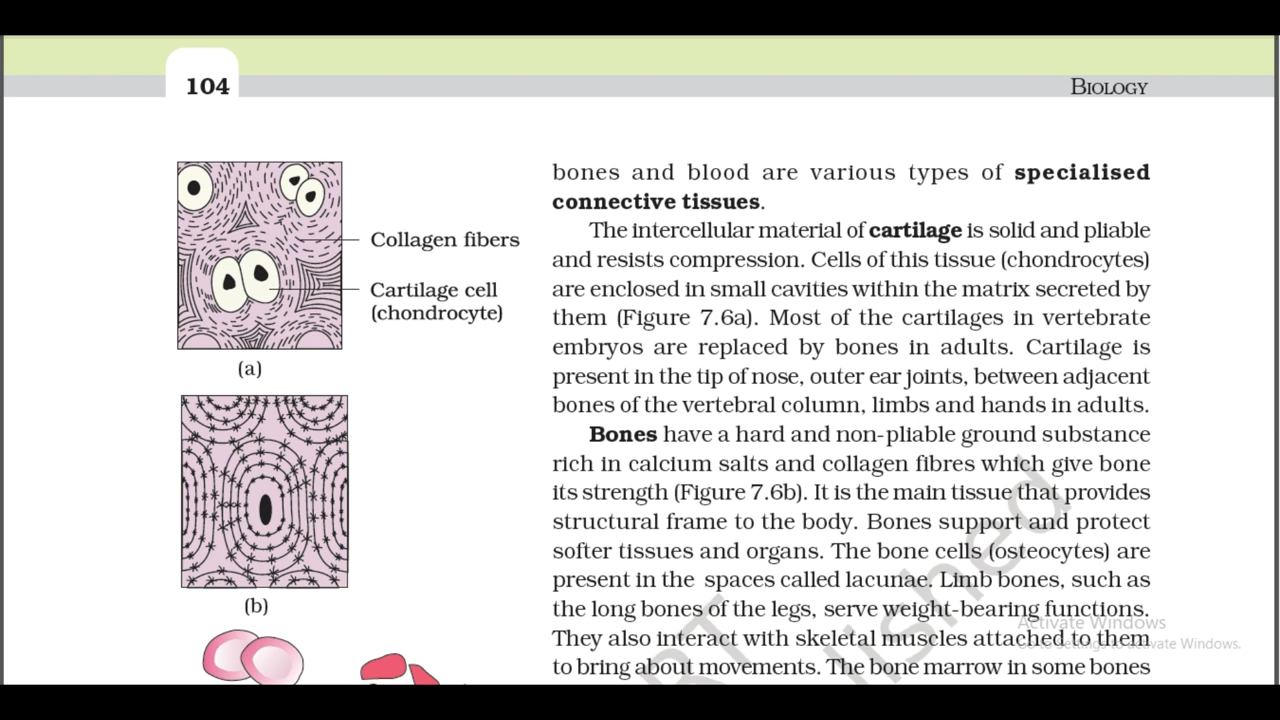 104
BIOLOGY
Collagen fibers
Cartilage cell
(chondrocyte)
(a)
(b)
bones and blood are various types of specialised
connective tissues.
The intercellular material of cartilage is solid and pliable
and resists compression. Cells of this tissue (chondrocytes)
are enclosed in small cavities within the matrix secreted by
them (Figure 7.6a). Most of the cartilages in vertebrate
embryos are replaced by bones in adults. Cartilage is
present in the tip of nose, outer ear joints, between adjacent
bones of the vertebral column, limbs and hands in adults.
Bones have a hard and non-pliable ground substance
rich in calcium salts and collagen fibres which give bone
its strength (Figure 7.6b). It is the main tissue that provides
structural frame to the body. Bones support and protect
softer tissues and organs. The bone cells (osteocytes) are
present in the spaces called lacunae. Limb bones, such as
the long bones of the legs, serve weight-bearing functions.
They also interact with skeletal muscles attached to them
to bring about movements. The bone marrow in some bones
Activate Windows
Go to Settings to activate Windows.